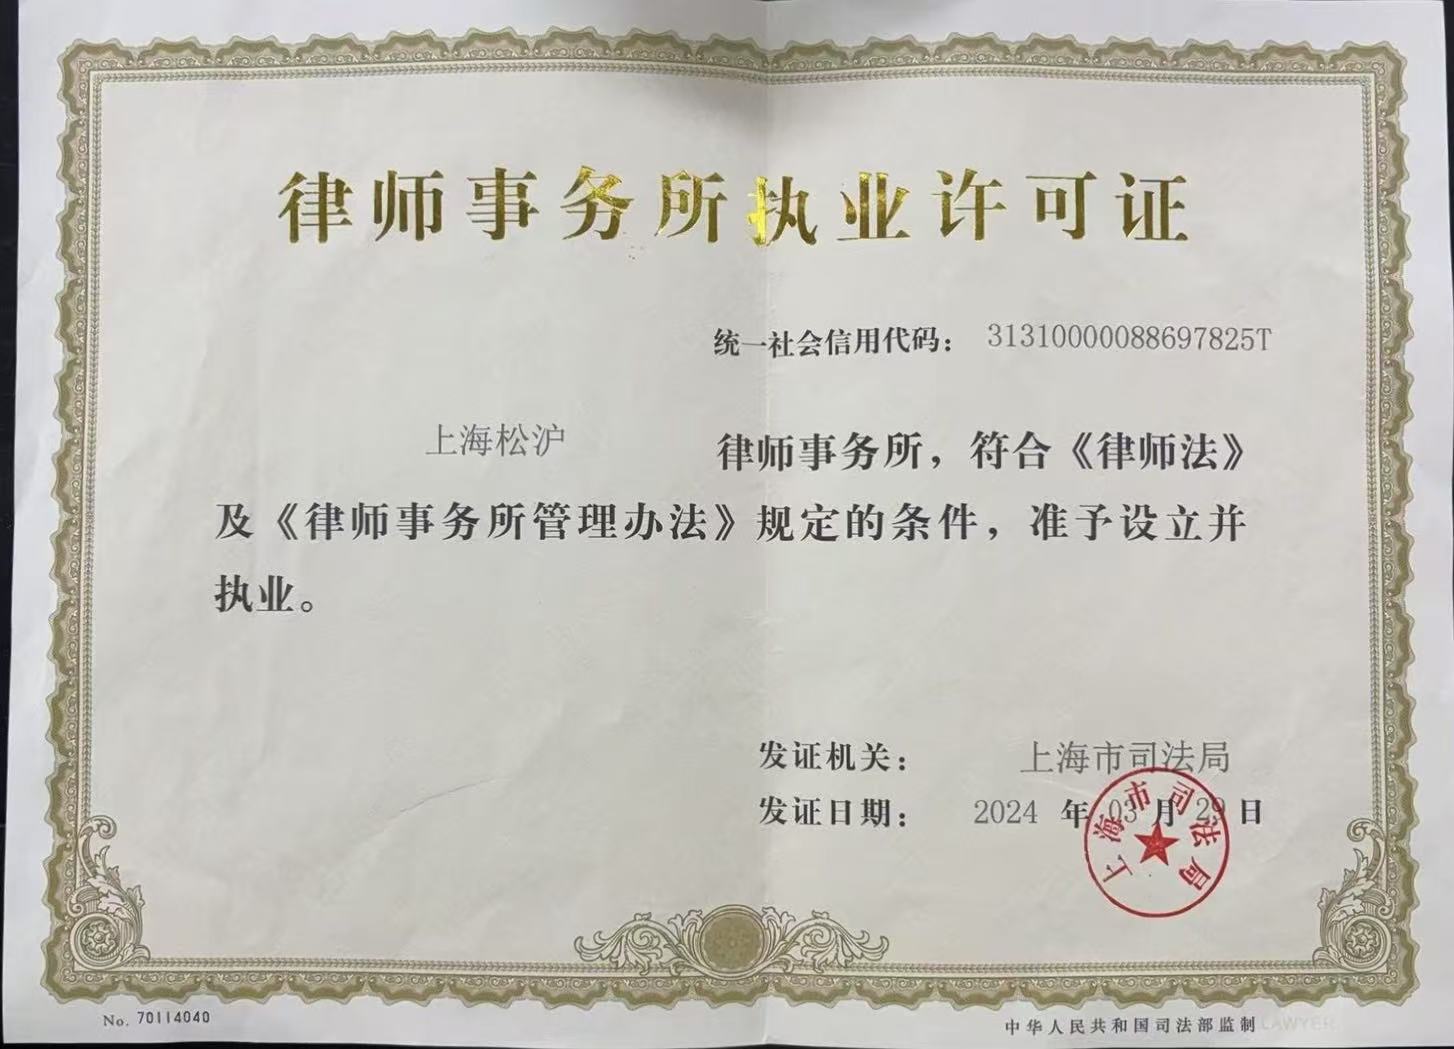 律师事务所执业许可证
统一社会信用代码： 31310000088697825T
上海松沪 律师事务所，符合《律师法》
及《律师事务所管理办法》规定的条件，准予设立并
执业。
发证机关： 上海市司法局
发证日期： 2024 年 03 月 29 日
上海市司法局
No. 70114040
中华人民共和国司法部监制
LAWYER